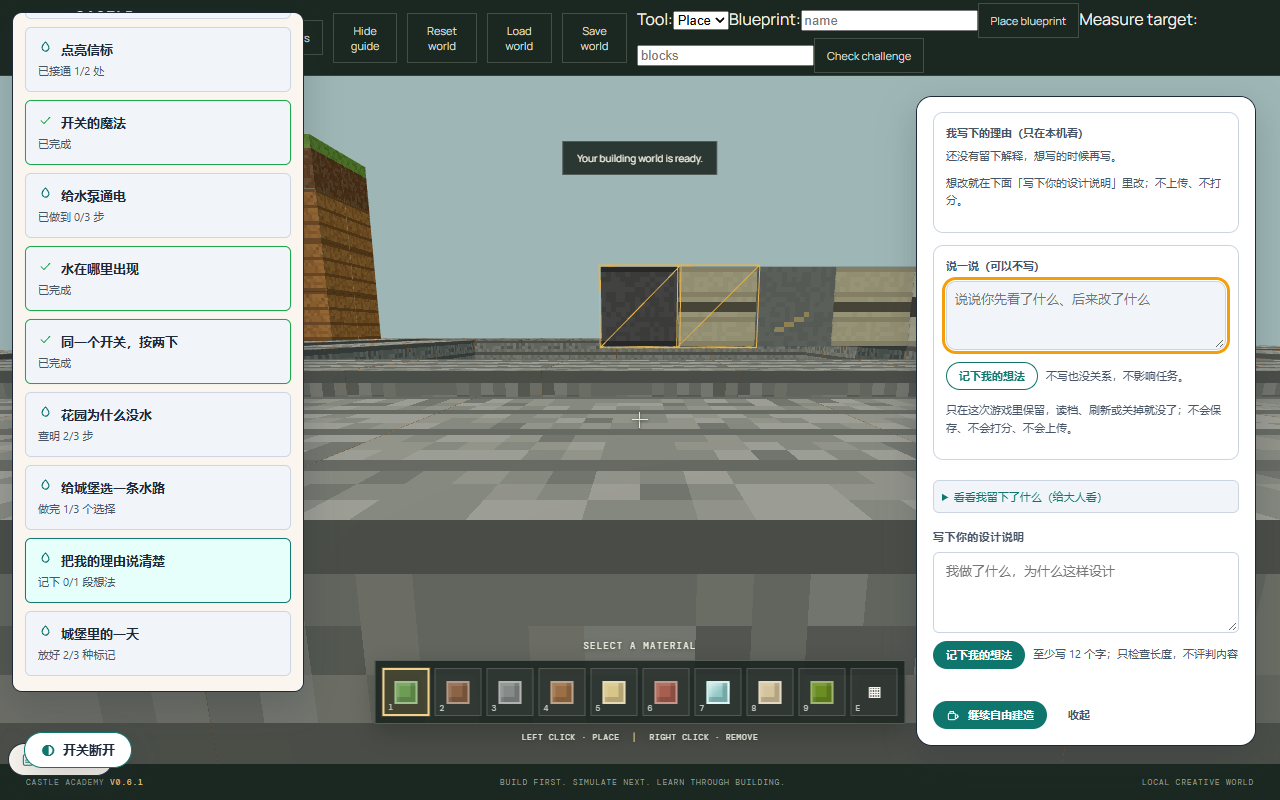 Hide
guide
Reset
world
Load
world
Save
world
Tool: Place Blueprint: name Place blueprint Measure target:
blocks Check challenge
点亮信标
已接通 1/2 处
开关的魔法
已完成
给水泵通电
已做到 0/3 步
水在哪里出现
已完成
同一个开关，按两下
已完成
花园为什么没水
查明 2/3 步
给城堡选一条水路
做完 1/3 个选择
把我的理由说清楚
记下 0/1 段想法
城堡里的一天
放好 2/3 种标记
开关断开
Your building world is ready.
我写下的理由（只在本机看）
还没有留下解释，想写的时候再写。
想改就在下面「写下你的设计说明」里改；不上传、不打
分。
说一说（可以不写）
说说你先看了什么、后来改了什么
记下我的想法 不写也没关系，不影响任务。
只在这次游戏里保留，读档、刷新或关掉就没了；不会保
存、不会打分、不会上传。
看看我留下了什么（给大人看）
写下你的设计说明
我做了什么，为什么这样设计
记下我的想法 至少写 12 个字；只检查长度，不评判内容
继续自由建造 收起
SELECT A MATERIAL
1 2 3 4 5 6 7 8 9 E
LEFT CLICK · PLACE | RIGHT CLICK · REMOVE
CASTLE ACADEMY V0.6.1
BUILD FIRST. SIMULATE NEXT. LEARN THROUGH BUILDING.
LOCAL CREATIVE WORLD